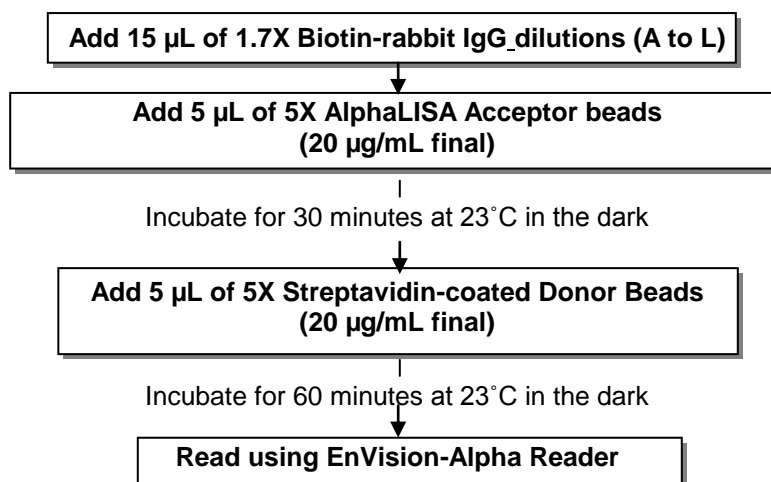 Add 15 µL of 1.7X Biotin-rabbit IgG_dilutions (A to L)
Add 5 µL of 5X AlphaLISA Acceptor beads
(20 µg/mL final)
Incubate for 30 minutes at 23˚C in the dark
Add 5 µL of 5X Streptavidin-coated Donor Beads
(20 µg/mL final)
Incubate for 60 minutes at 23˚C in the dark
Read using EnVision-Alpha Reader